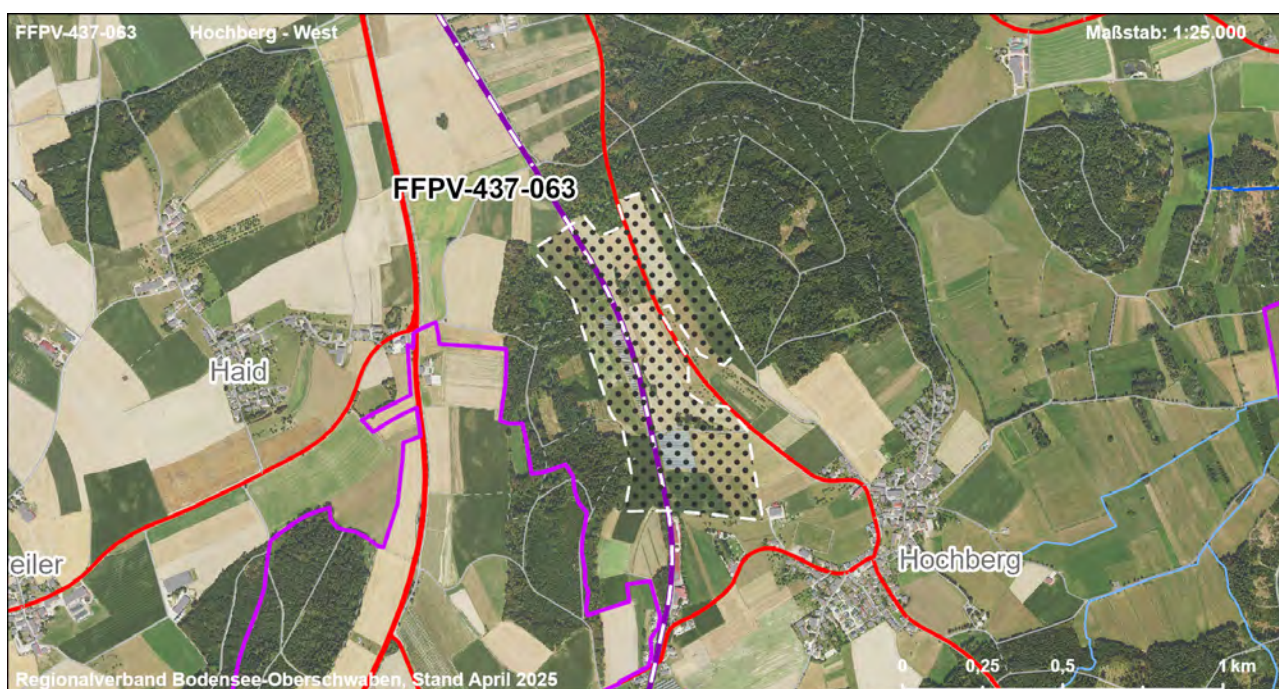 FFPV-437-063 Hochberg - West Maßstab: 1:25.000
FFPV-437-063
Haid
eiler
Hochberg
0 0,25 0,5 1 km
Regionalverband Bodensee-Oberschwaben, Stand April 2025